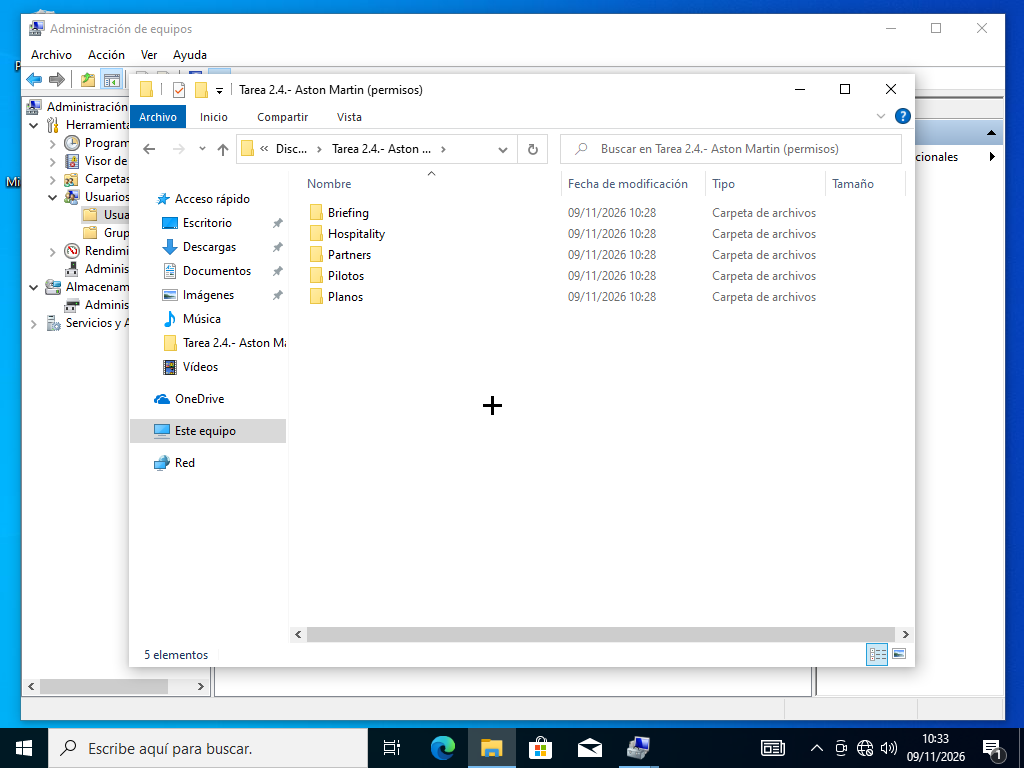 Administración de equipos
Archivo Acción Ver Ayuda
Tarea 2.4.- Aston Martin (permisos)
Archivo Inicio Compartir Vista
« Disc... Tarea 2.4.- Aston ...
Buscar en Tarea 2.4.- Aston Martin (permisos)
Administración
Herramienta
Program
Visor de
Carpetas
Usuarios
Usua
Grup
Rendimi
Adminis
Almacenam
Adminis
Servicios y A
Acceso rápido
Escritorio
Descargas
Documentos
Imágenes
Música
Tarea 2.4.- Aston Ma
Vídeos
OneDrive
Este equipo
Red
Nombre Fecha de modificación Tipo Tamaño
Briefing 09/11/2026 10:28 Carpeta de archivos
Hospitality 09/11/2026 10:28 Carpeta de archivos
Partners 09/11/2026 10:28 Carpeta de archivos
Pilotos 09/11/2026 10:28 Carpeta de archivos
Planos 09/11/2026 10:28 Carpeta de archivos
cionales
Mi
5 elementos
Escribe aquí para buscar.
10:33
09/11/2026
1